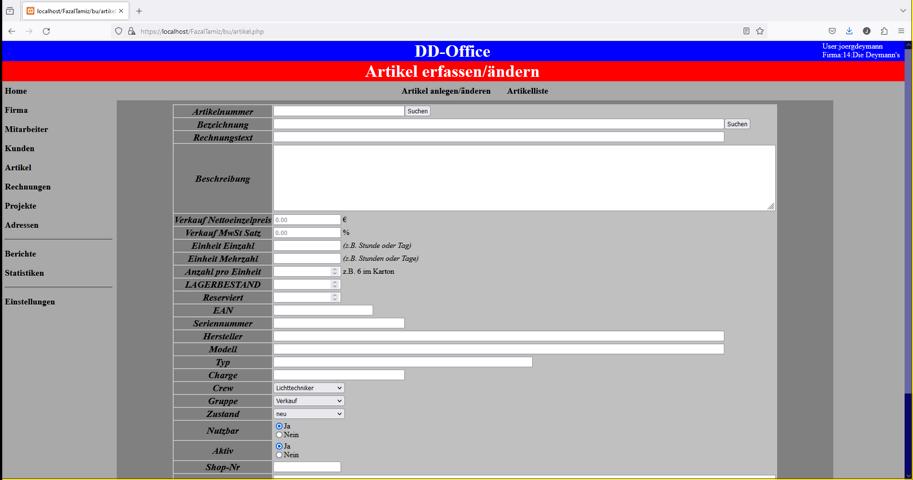 localhost/FazalTamiz/bu/artikel
https://localhost/FazalTamiz/bu/artikel.php
DD-Office
User:joergdeymann
Firma:14:Die Deymann's
Artikel erfassen/ändern
Home
Artikel anlegen/änderen Artikelliste
Firma
Mitarbeiter
Kunden
Artikel
Rechnungen
Projekte
Adressen
Berichte
Statistiken
Einstellungen
Artikelnummer Suchen
Bezeichnung Suchen
Rechnungstext
Beschreibung
Verkauf Nettoeinzelpreis 0.00 €
Verkauf MwSt Satz 0.00 %
Einheit Einzahl (z.B. Stunde oder Tag)
Einheit Mehrzahl (z.B. Stunden oder Tage)
Anzahl pro Einheit z.B. 6 im Karton
LAGERBESTAND
Reserviert
EAN
Seriennummer
Hersteller
Modell
Typ
Charge
Crew Lichttechniker
Gruppe Verkauf
Zustand neu
Nutzbar Ja
Nein
Aktiv Ja
Nein
Shop-Nr